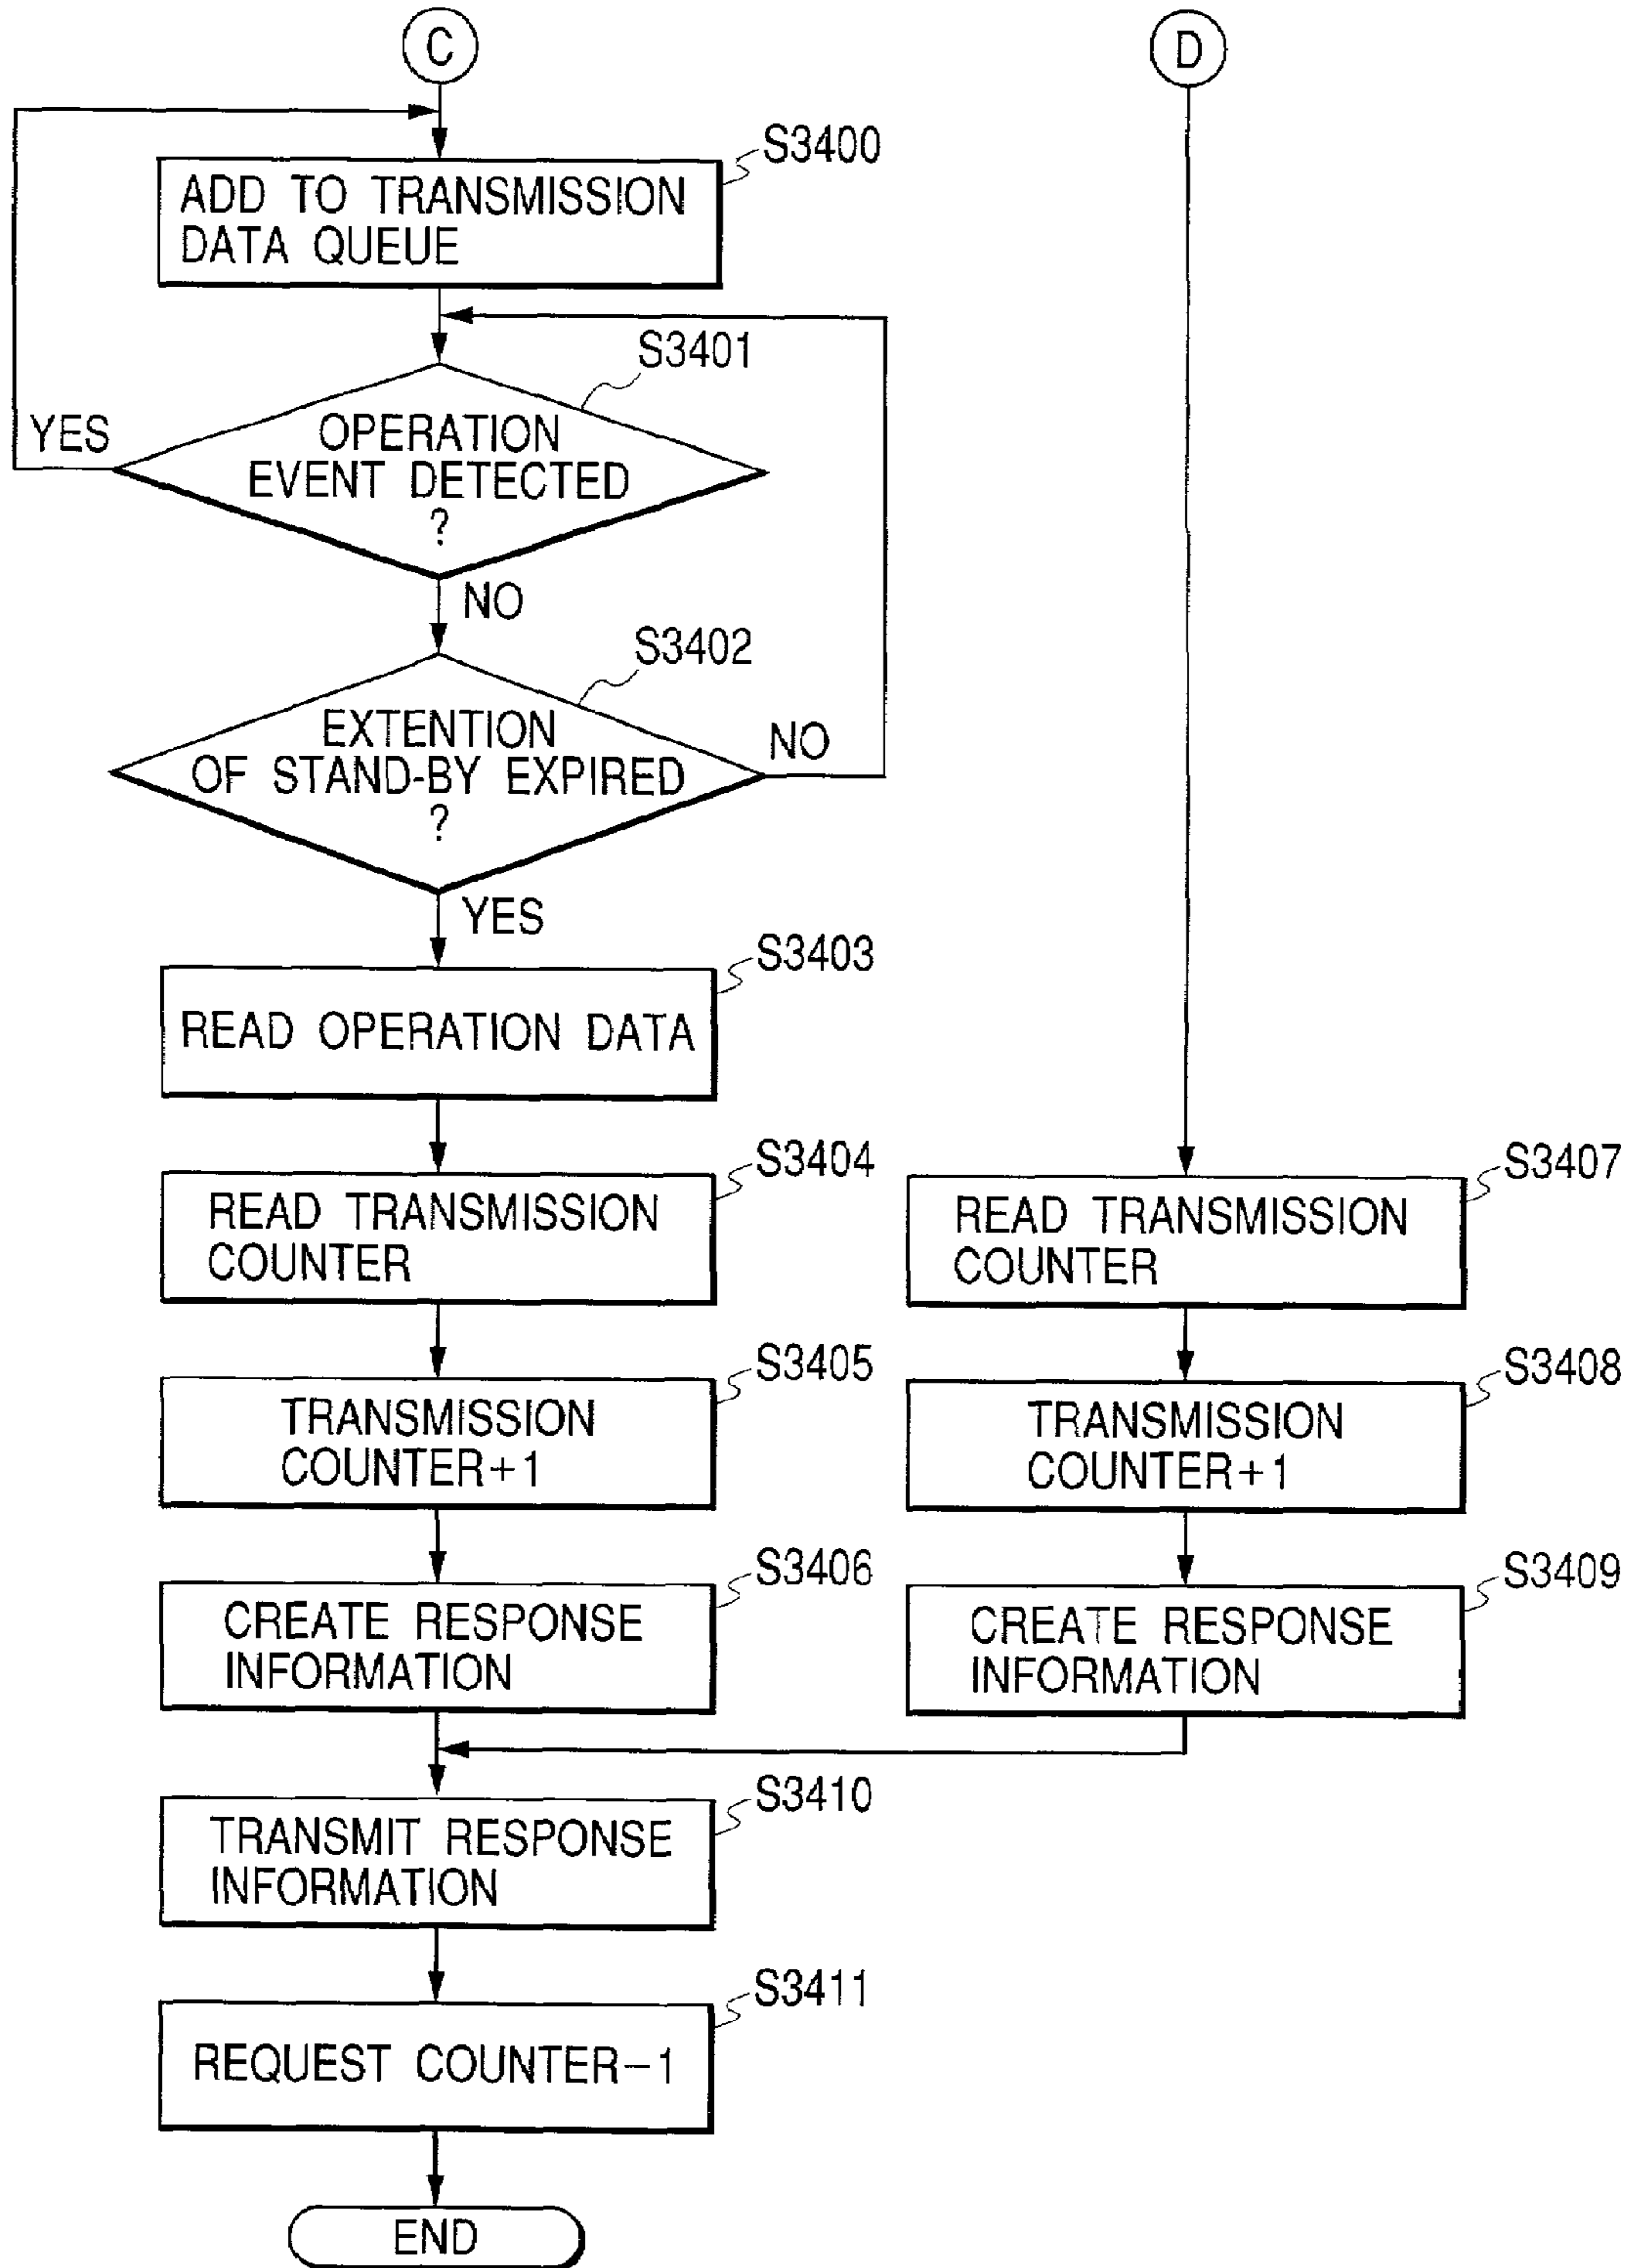 C
D
S3400
ADD TO TRANSMISSION
DATA QUEUE
S3401
YES
OPERATION
EVENT DETECTED
?
NO
S3402
EXTENTION
OF STAND-BY EXPIRED
?
NO
YES
S3403
READ OPERATION DATA
S3404
READ TRANSMISSION
COUNTER
S3407
READ TRANSMISSION
COUNTER
S3405
TRANSMISSION
COUNTER+1
S3408
TRANSMISSION
COUNTER+1
S3406
CREATE RESPONSE
INFORMATION
S3409
CREATE RESPONSE
INFORMATION
S3410
TRANSMIT RESPONSE
INFORMATION
S3411
REQUEST COUNTER−1
END